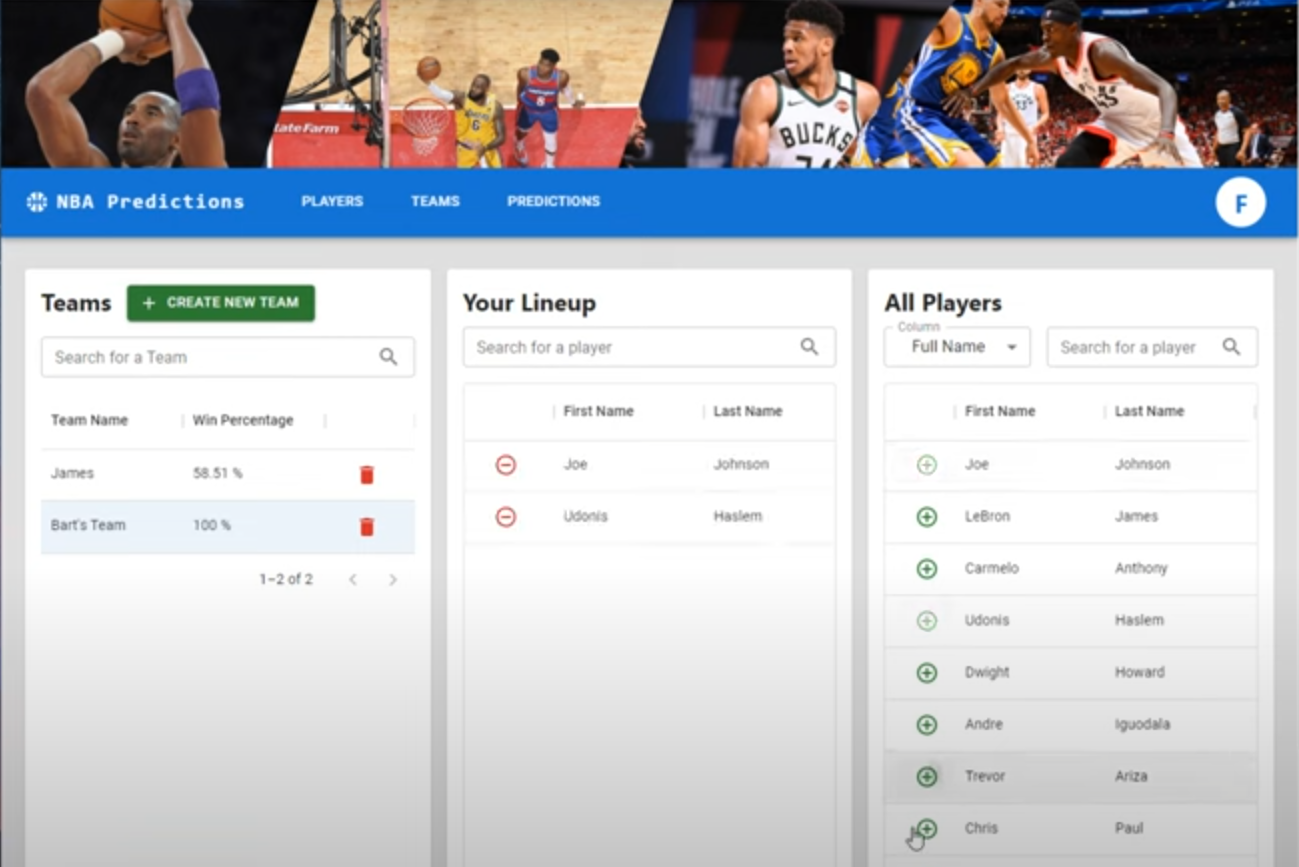 StateFarm
6
8
BUCKS
NBA Predictions
PLAYERS
TEAMS
PREDICTIONS
F
Teams
+ CREATE NEW TEAM
Search for a Team
Team Name Win Percentage
James 58.51 %
Bart's Team 100 %
1–2 of 2
Your Lineup
Search for a player
First Name Last Name
Joe Johnson
Udonis Haslem
All Players
Column
Full Name
Search for a player
First Name Last Name
Joe Johnson
LeBron James
Carmelo Anthony
Udonis Haslem
Dwight Howard
Andre Iguodala
Trevor Ariza
Chris Paul